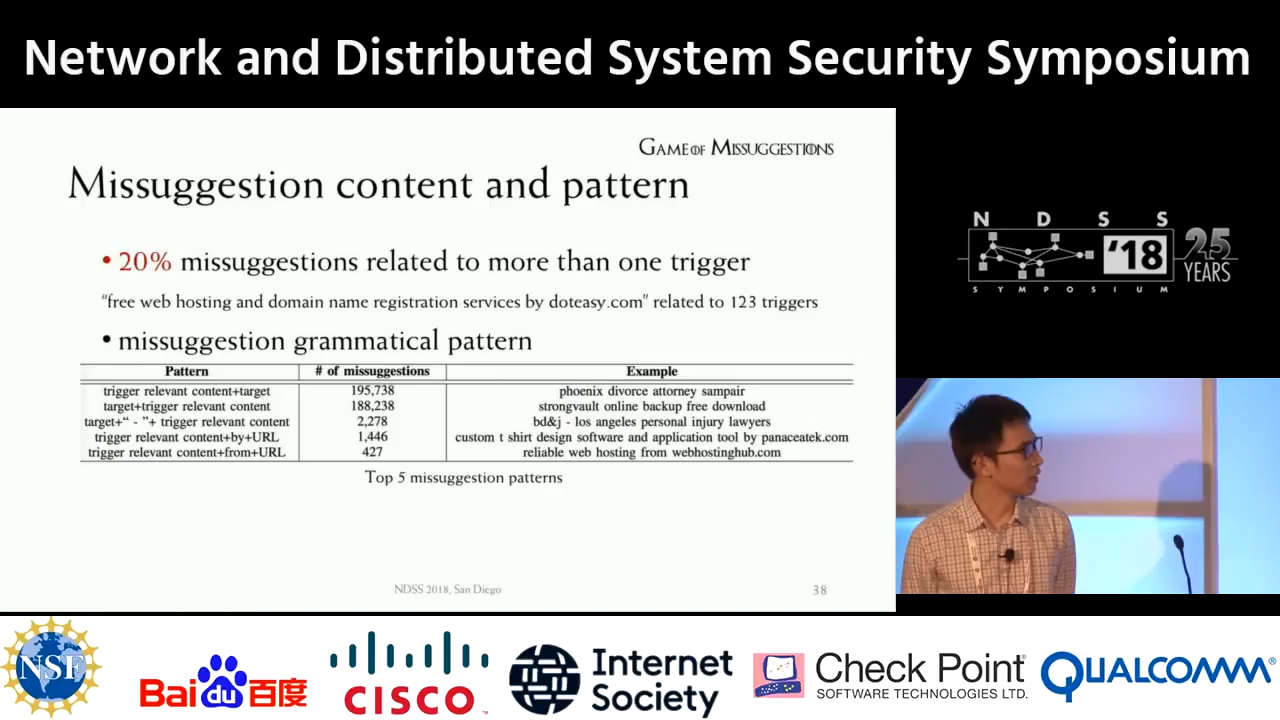 Network and Distributed System Security Symposium
GAME OF MISSUGGESTIONS
Missuggestion content and pattern
• 20% missuggestions related to more than one trigger
“free web hosting and domain name registration services by doteasy.com” related to 123 triggers
• missuggestion grammatical pattern
Pattern # of missuggestions Example
trigger relevant content+target 195,738 phoenix divorce attorney sampair
target+trigger relevant content 188,238 strongvault online backup free download
target+“ - ”+ trigger relevant content 2,278 bd&j - los angeles personal injury lawyers
trigger relevant content+by+URL 1,446 custom t shirt design software and application tool by panaceatek.com
trigger relevant content+from+URL 427 reliable web hosting from webhostinghub.com
Top 5 missuggestion patterns
NDSS 2018, San Diego 38
N D S S
'18
25
YEARS
S Y M P O S I U M
NSF
Bai du 百度
CISCO
Internet
Society
Check Point
SOFTWARE TECHNOLOGIES LTD.
QUALCOMM®